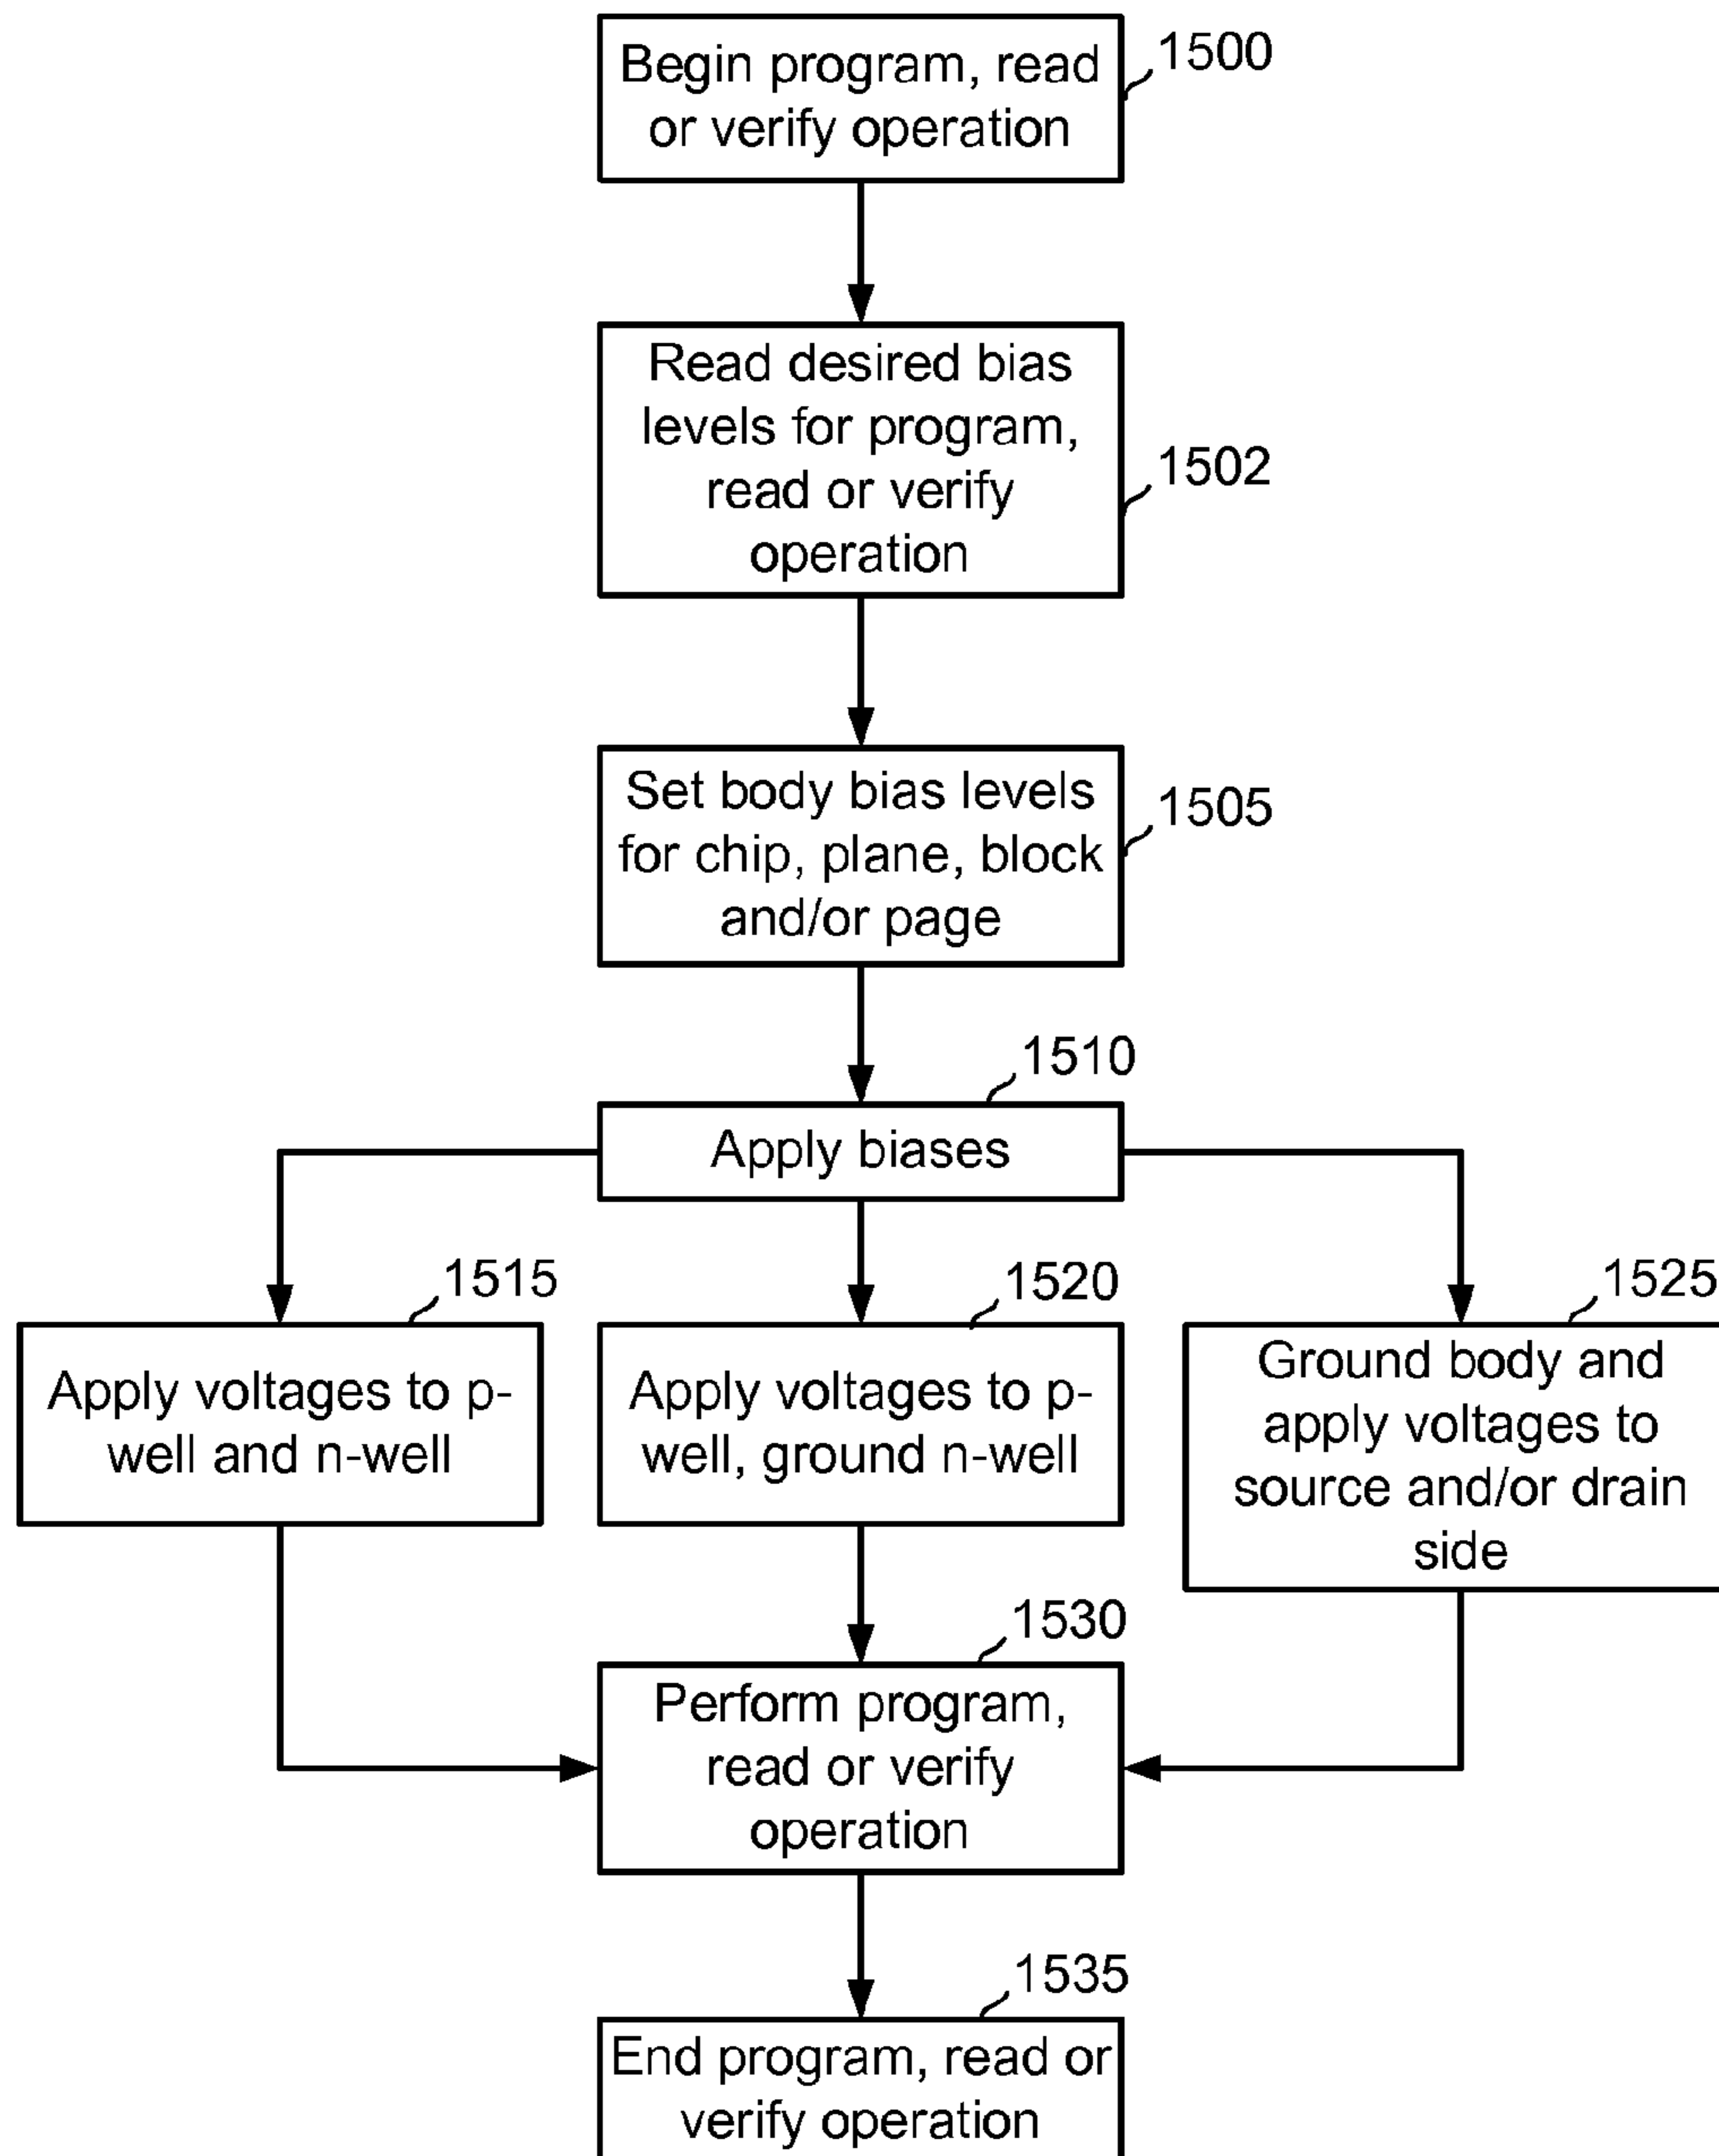 Begin program, read
or verify operation
1500
Read desired bias
levels for program,
read or verify
operation
1502
Set body bias levels
for chip, plane, block
and/or page
1505
1510
Apply biases
1515
Apply voltages to p-
well and n-well
1520
Apply voltages to p-
well, ground n-well
1525
Ground body and
apply voltages to
source and/or drain
side
1530
Perform program,
read or verify
operation
1535
End program, read or
verify operation